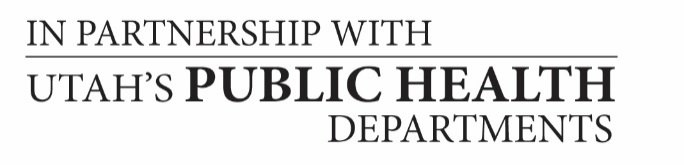 IN PARTNERSHIP WITH
UTAH'S PUBLIC HEALTH
DEPARTMENTS